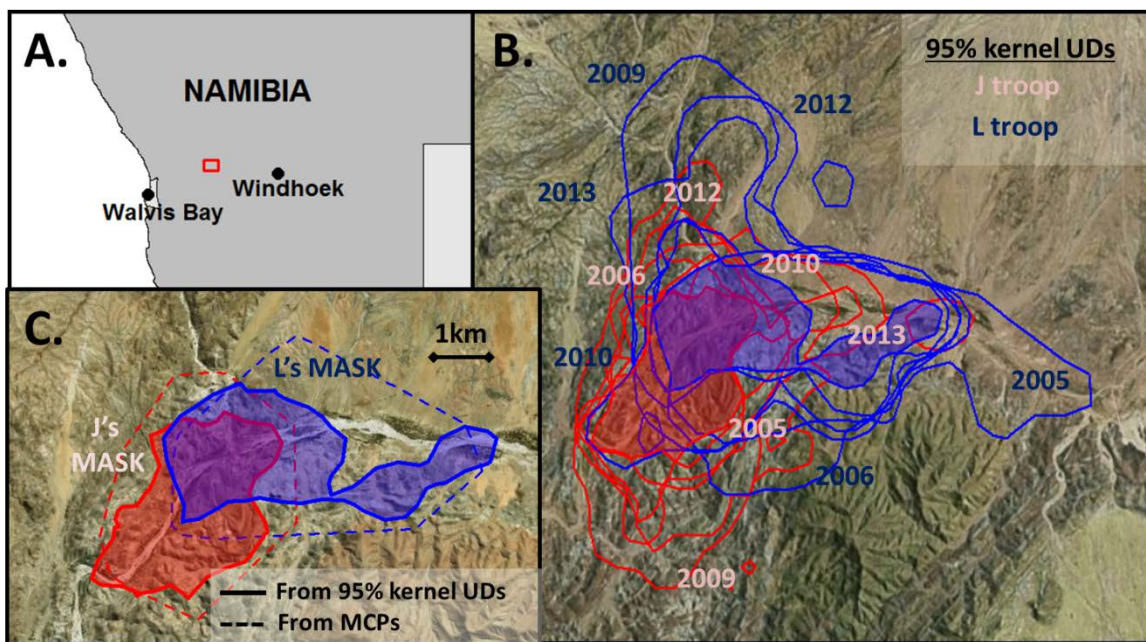 A.
NAMIBIA
Windhoek
Walvis Bay
B.
95% kernel UDs
J troop
L troop
2009
2012
2013
2012
2006
2010
2013
2010
2005
2005
2006
2009
C.
1km
L's MASK
J's
MASK
From 95% kernel UDs
From MCPs